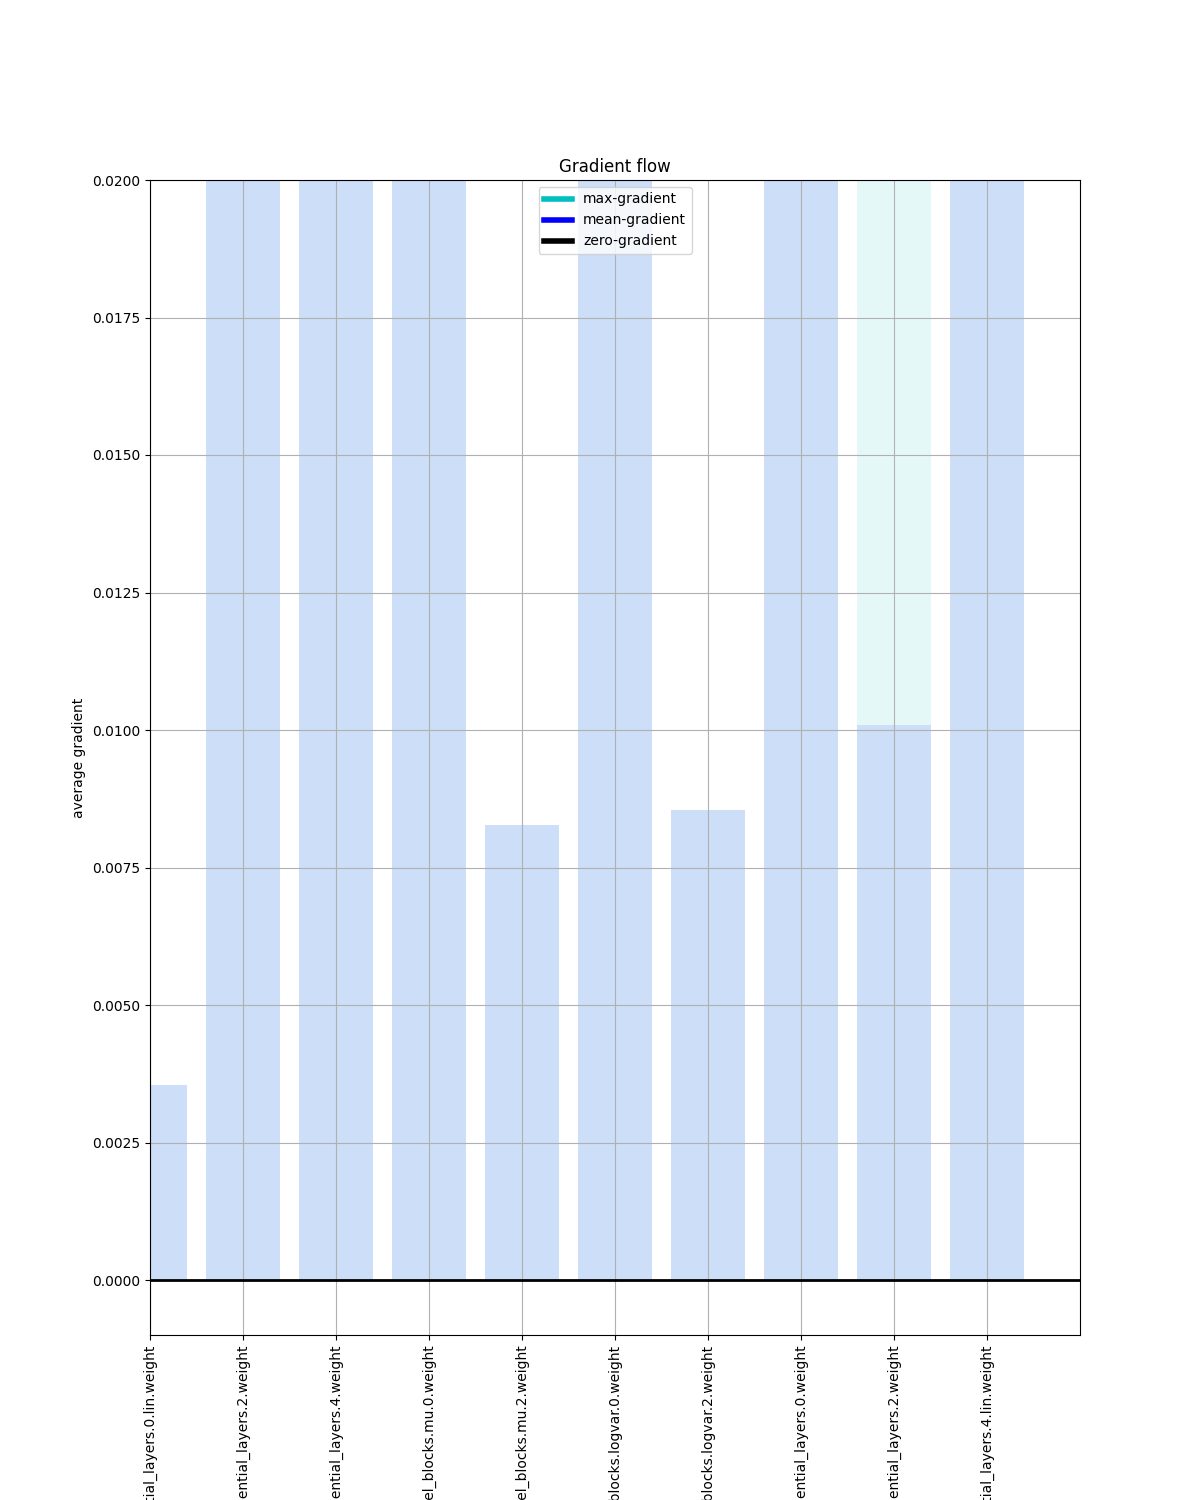 Gradient flow
max-gradient
mean-gradient
zero-gradient
0.0200
0.0175
0.0150
0.0125
0.0100
0.0075
0.0050
0.0025
0.0000
average gradient
tial_layers.0.lin.weight
ential_layers.2.weight
ential_layers.4.weight
el_blocks.mu.0.weight
el_blocks.mu.2.weight
blocks.logvar.0.weight
blocks.logvar.2.weight
ential_layers.0.weight
ential_layers.2.weight
tial_layers.4.lin.weight